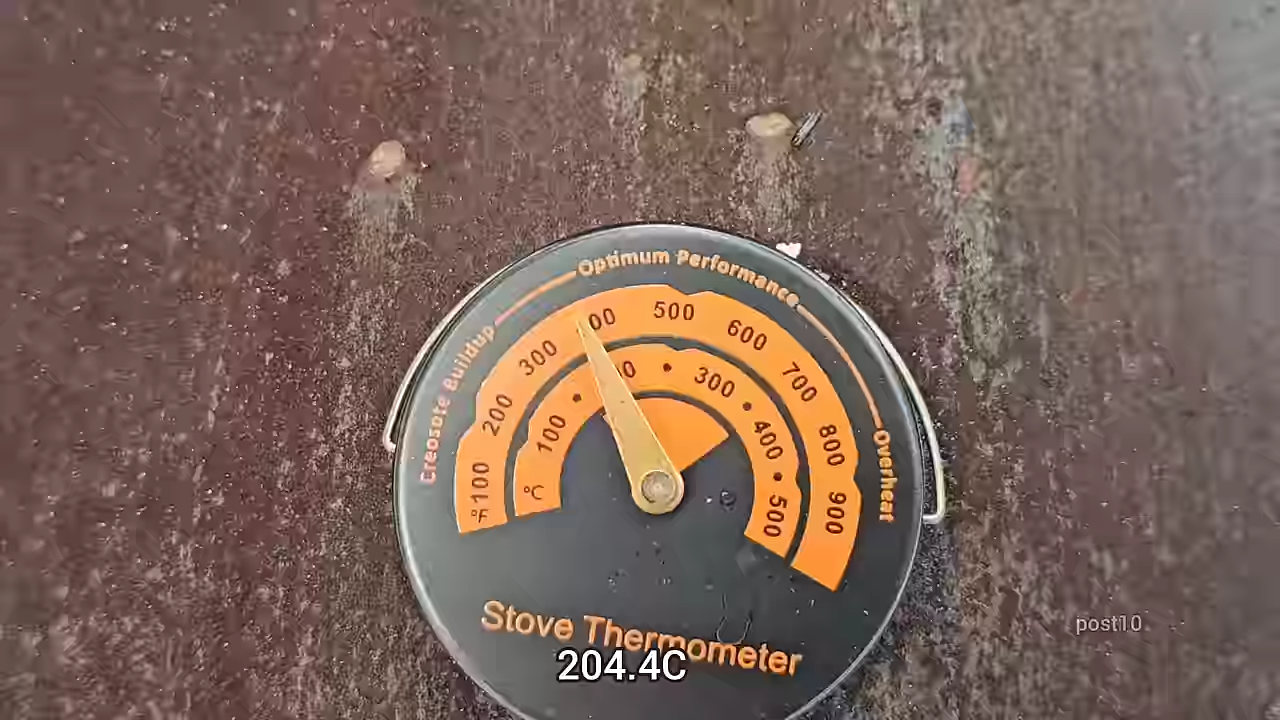 Optimum Performance
Creosote Buildup
Overheat
500
600
300
700
200
800
100
900
°F
300
100
400
500
°C
Stove Thermometer
204.4C
post10